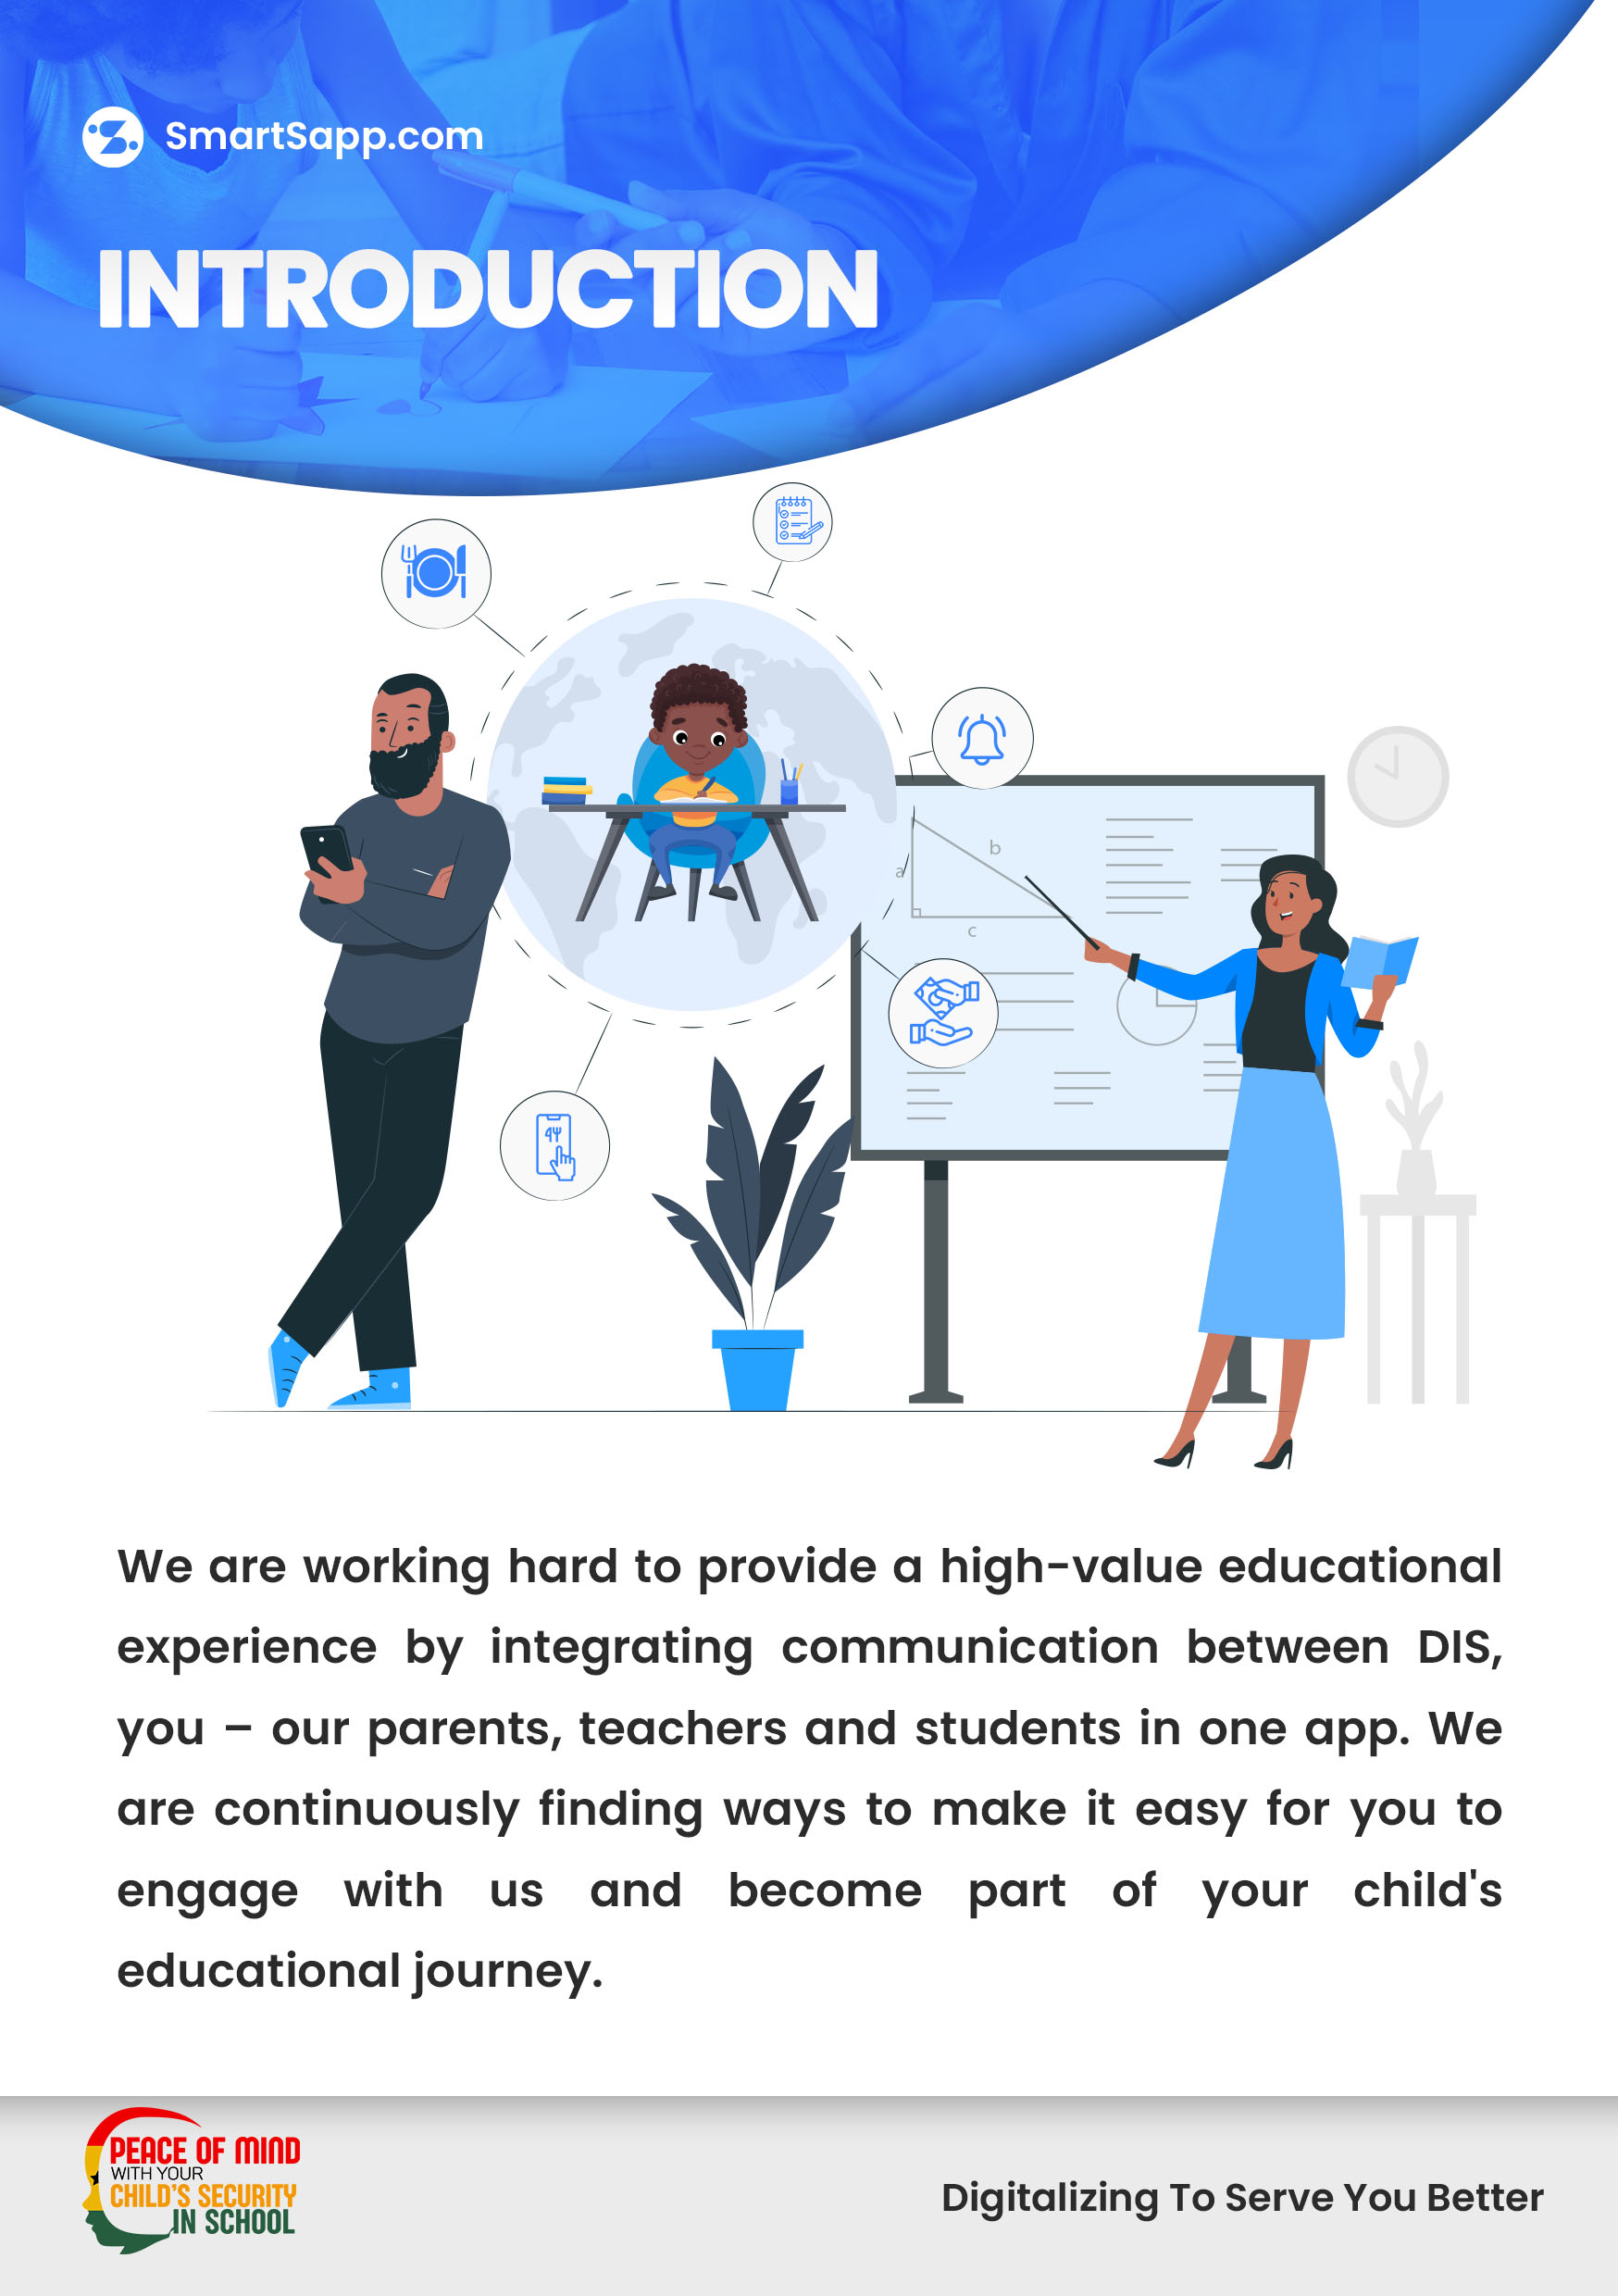 SmartSapp.com
INTRODUCTION
a
b
c
We are working hard to provide a high-value educational
experience by integrating communication between DIS,
you – our parents, teachers and students in one app. We
are continuously finding ways to make it easy for you to
engage with us and become part of your child's
educational journey.
PEACE OF MIND
WITH YOUR
CHILD'S SECURITY
IN SCHOOL
Digitalizing To Serve You Better